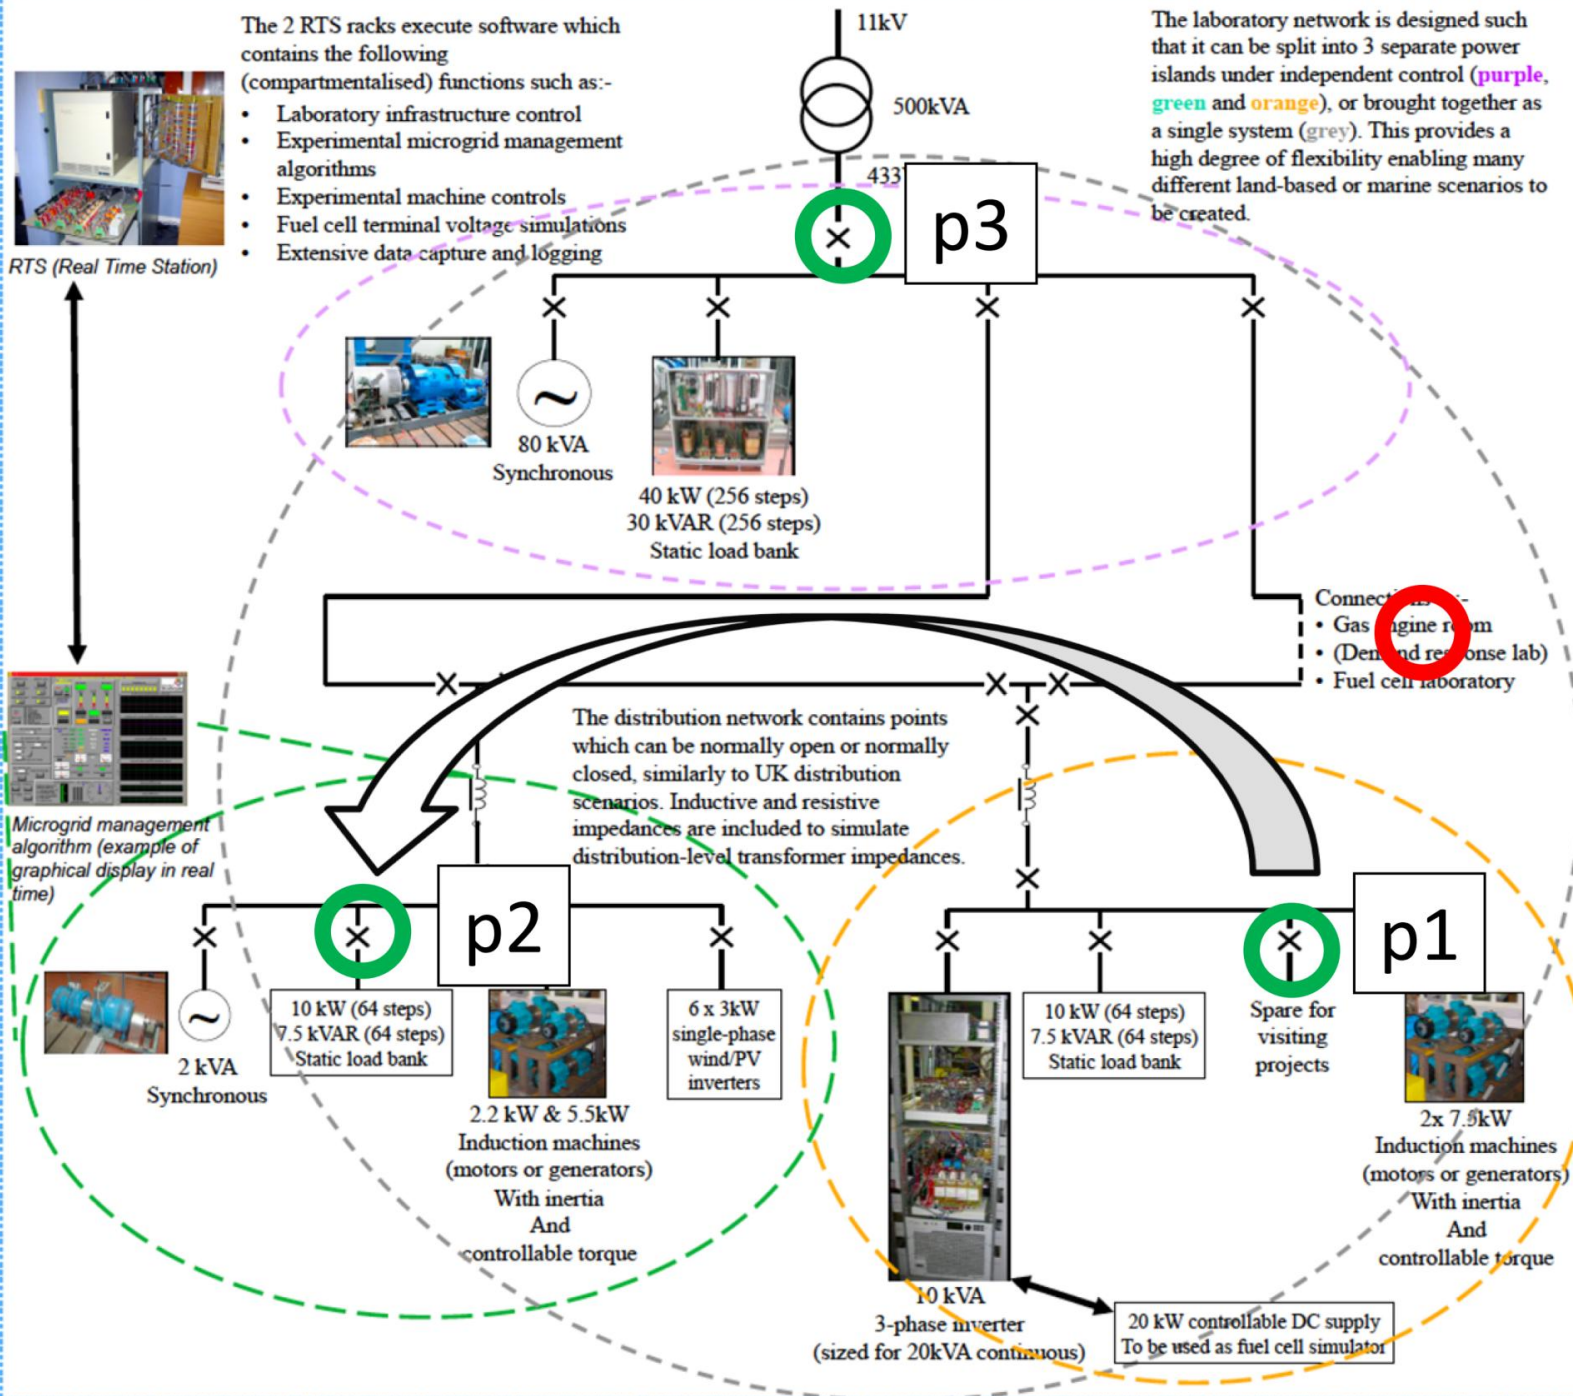 The 2 RTS racks execute software which
contains the following
(compartmentalised) functions such as:-
• Laboratory infrastructure control
• Experimental microgrid management
algorithms
• Experimental machine controls
• Fuel cell terminal voltage simulations
• Extensive data capture and logging
RTS (Real Time Station)
11kV
500kVA
433
The laboratory network is designed such
that it can be split into 3 separate power
islands under independent control (purple,
green and orange), or brought together as
a single system (grey). This provides a
high degree of flexibility enabling many
different land-based or marine scenarios to
be created.
p3
80 kVA
Synchronous
40 kW (256 steps)
30 kVAR (256 steps)
Static load bank
• Gas engine room
• (Demand response lab)
• Fuel cell laboratory
The distribution network contains points
which can be normally open or normally
closed, similarly to UK distribution
scenarios. Inductive and resistive
impedances are included to simulate
distribution-level transformer impedances.
Microgrid management
algorithm (example of
graphical display in real
time)
p2
p1
2 kVA
Synchronous
10 kW (64 steps)
7.5 kVAR (64 steps)
Static load bank
2.2 kW & 5.5kW
Induction machines
(motors or generators)
With inertia
And
controllable torque
6 x 3kW
single-phase
wind/PV
inverters
10 kVA
3-phase inverter
(sized for 20kVA continuous)
10 kW (64 steps)
7.5 kVAR (64 steps)
Static load bank
Spare for
visiting
projects
2x 7.5kW
Induction machines
(motors or generators)
With inertia
And
controllable torque
20 kW controllable DC supply
To be used as fuel cell simulator